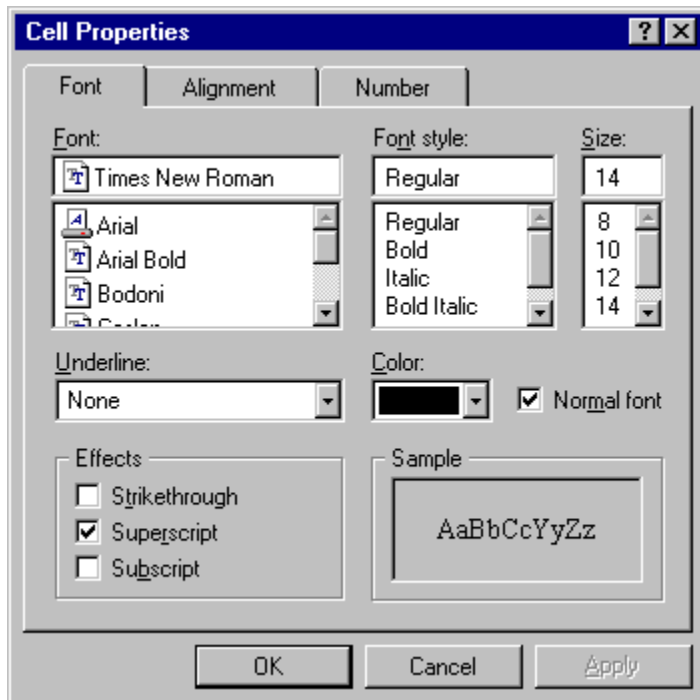 Cell Properties
Font Alignment Number
Font: Font style: Size:
Times New Roman Regular 14
Arial Regular 8
Arial Bold Bold 10
Bodoni Italic 12
Bold Italic 14
Underline: Color:
None Normal font
Effects Sample
Strikethrough
Superscript AaBbCcYyZz
Subscript
OK Cancel Apply